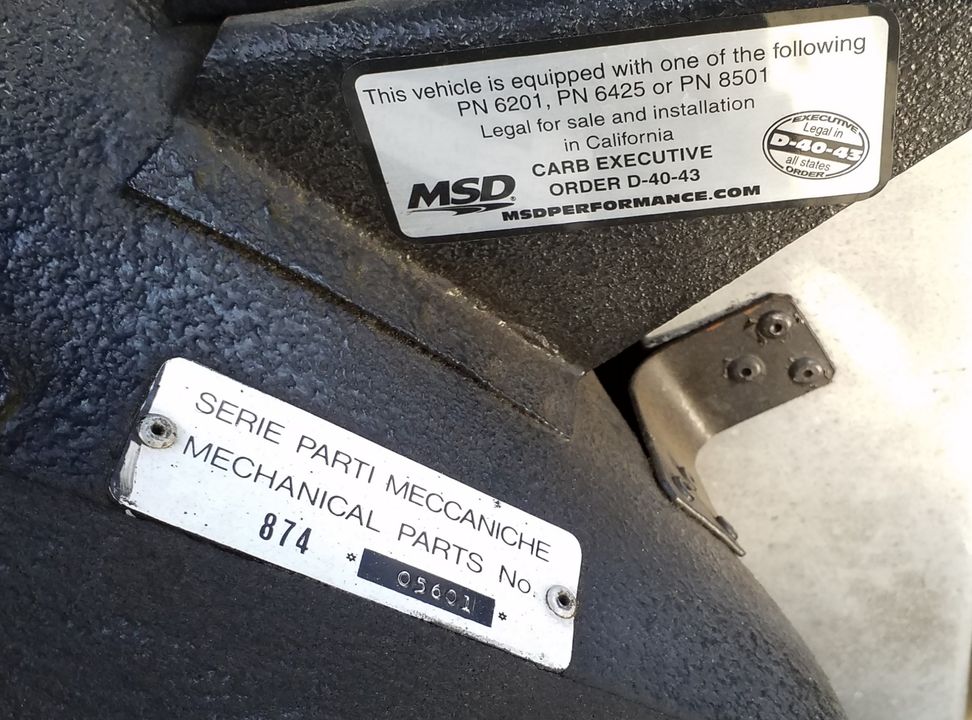 This vehicle is equipped with one of the following
PN 6201, PN 6425 or PN 8501
Legal for sale and installation
in California
CARB EXECUTIVE
ORDER D-40-43
MSD
MSDPERFORMANCE.COM
EXECUTIVE
Legal in
D-40-43
all states
ORDER
SERIE PARTI MECCANICHE
MECHANICAL PARTS No.
874 * 05601 *